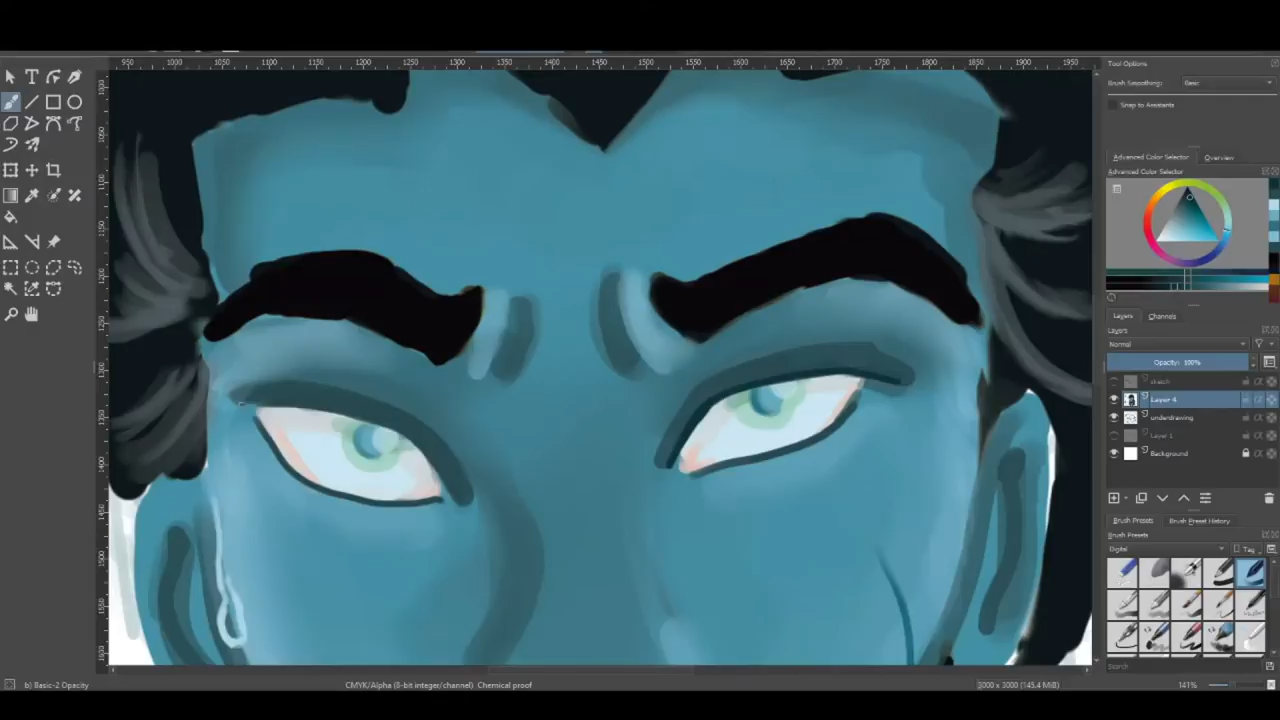 950 1000 1050 1100 1150 1200 1250 1300 1350 1400 1450 1500 1550 1600 1650 1700 1750 1800 1850 1900 1950
Tool Options
Brush Smoothing: Basic
Snap to Assistants
Advanced Color Selector Overview
Advanced Color Selector
Layers Channels
Layers
Normal
Opacity: 100%
sketch
Layer 4
underdrawing
Layer 1
Background
Brush Presets Brush Preset History
Brush Presets
Digital Tag
Search
b) Basic-2 Opacity CMYK/Alpha (8-bit integer/channel) Chemical proof 3000 x 3000 (145.4 MiB) 141%